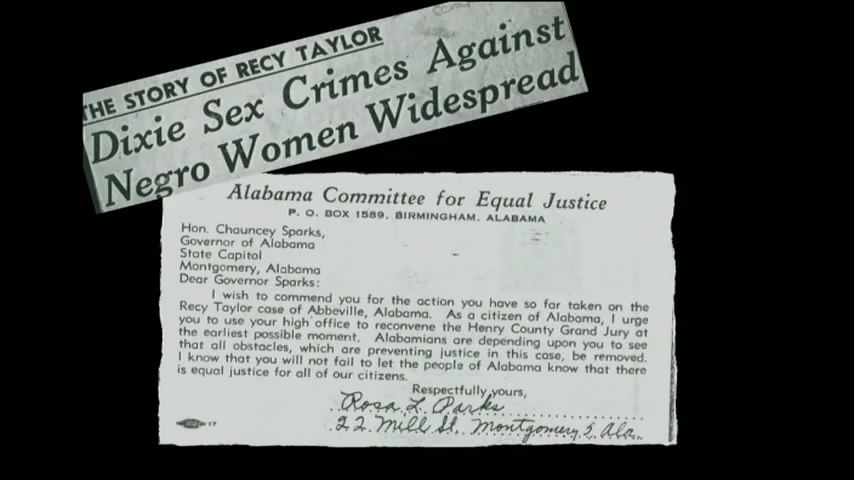 THE STORY OF RECY TAYLOR
Dixie Sex Crimes Against
Negro Women Widespread
Alabama Committee for Equal Justice
P. O. BOX 1589, BIRMINGHAM, ALABAMA
Hon. Chauncey Sparks,
Governor of Alabama
State Capitol
Montgomery, Alabama
Dear Governor Sparks:
I wish to commend you for the action you have so far taken on the
Recy Taylor case of Abbeville, Alabama. As a citizen of Alabama, I urge
you to use your high office to reconvene the Henry County Grand Jury at
the earliest possible moment. Alabamians are depending upon you to see
that all obstacles, which are preventing justice in this case, be removed.
I know that you will not fail to let the people of Alabama know that there
is equal justice for all of our citizens.
Respectfully yours,
Rosa L. Parks
22 Mill St. Montgomery 5, Ala.
17